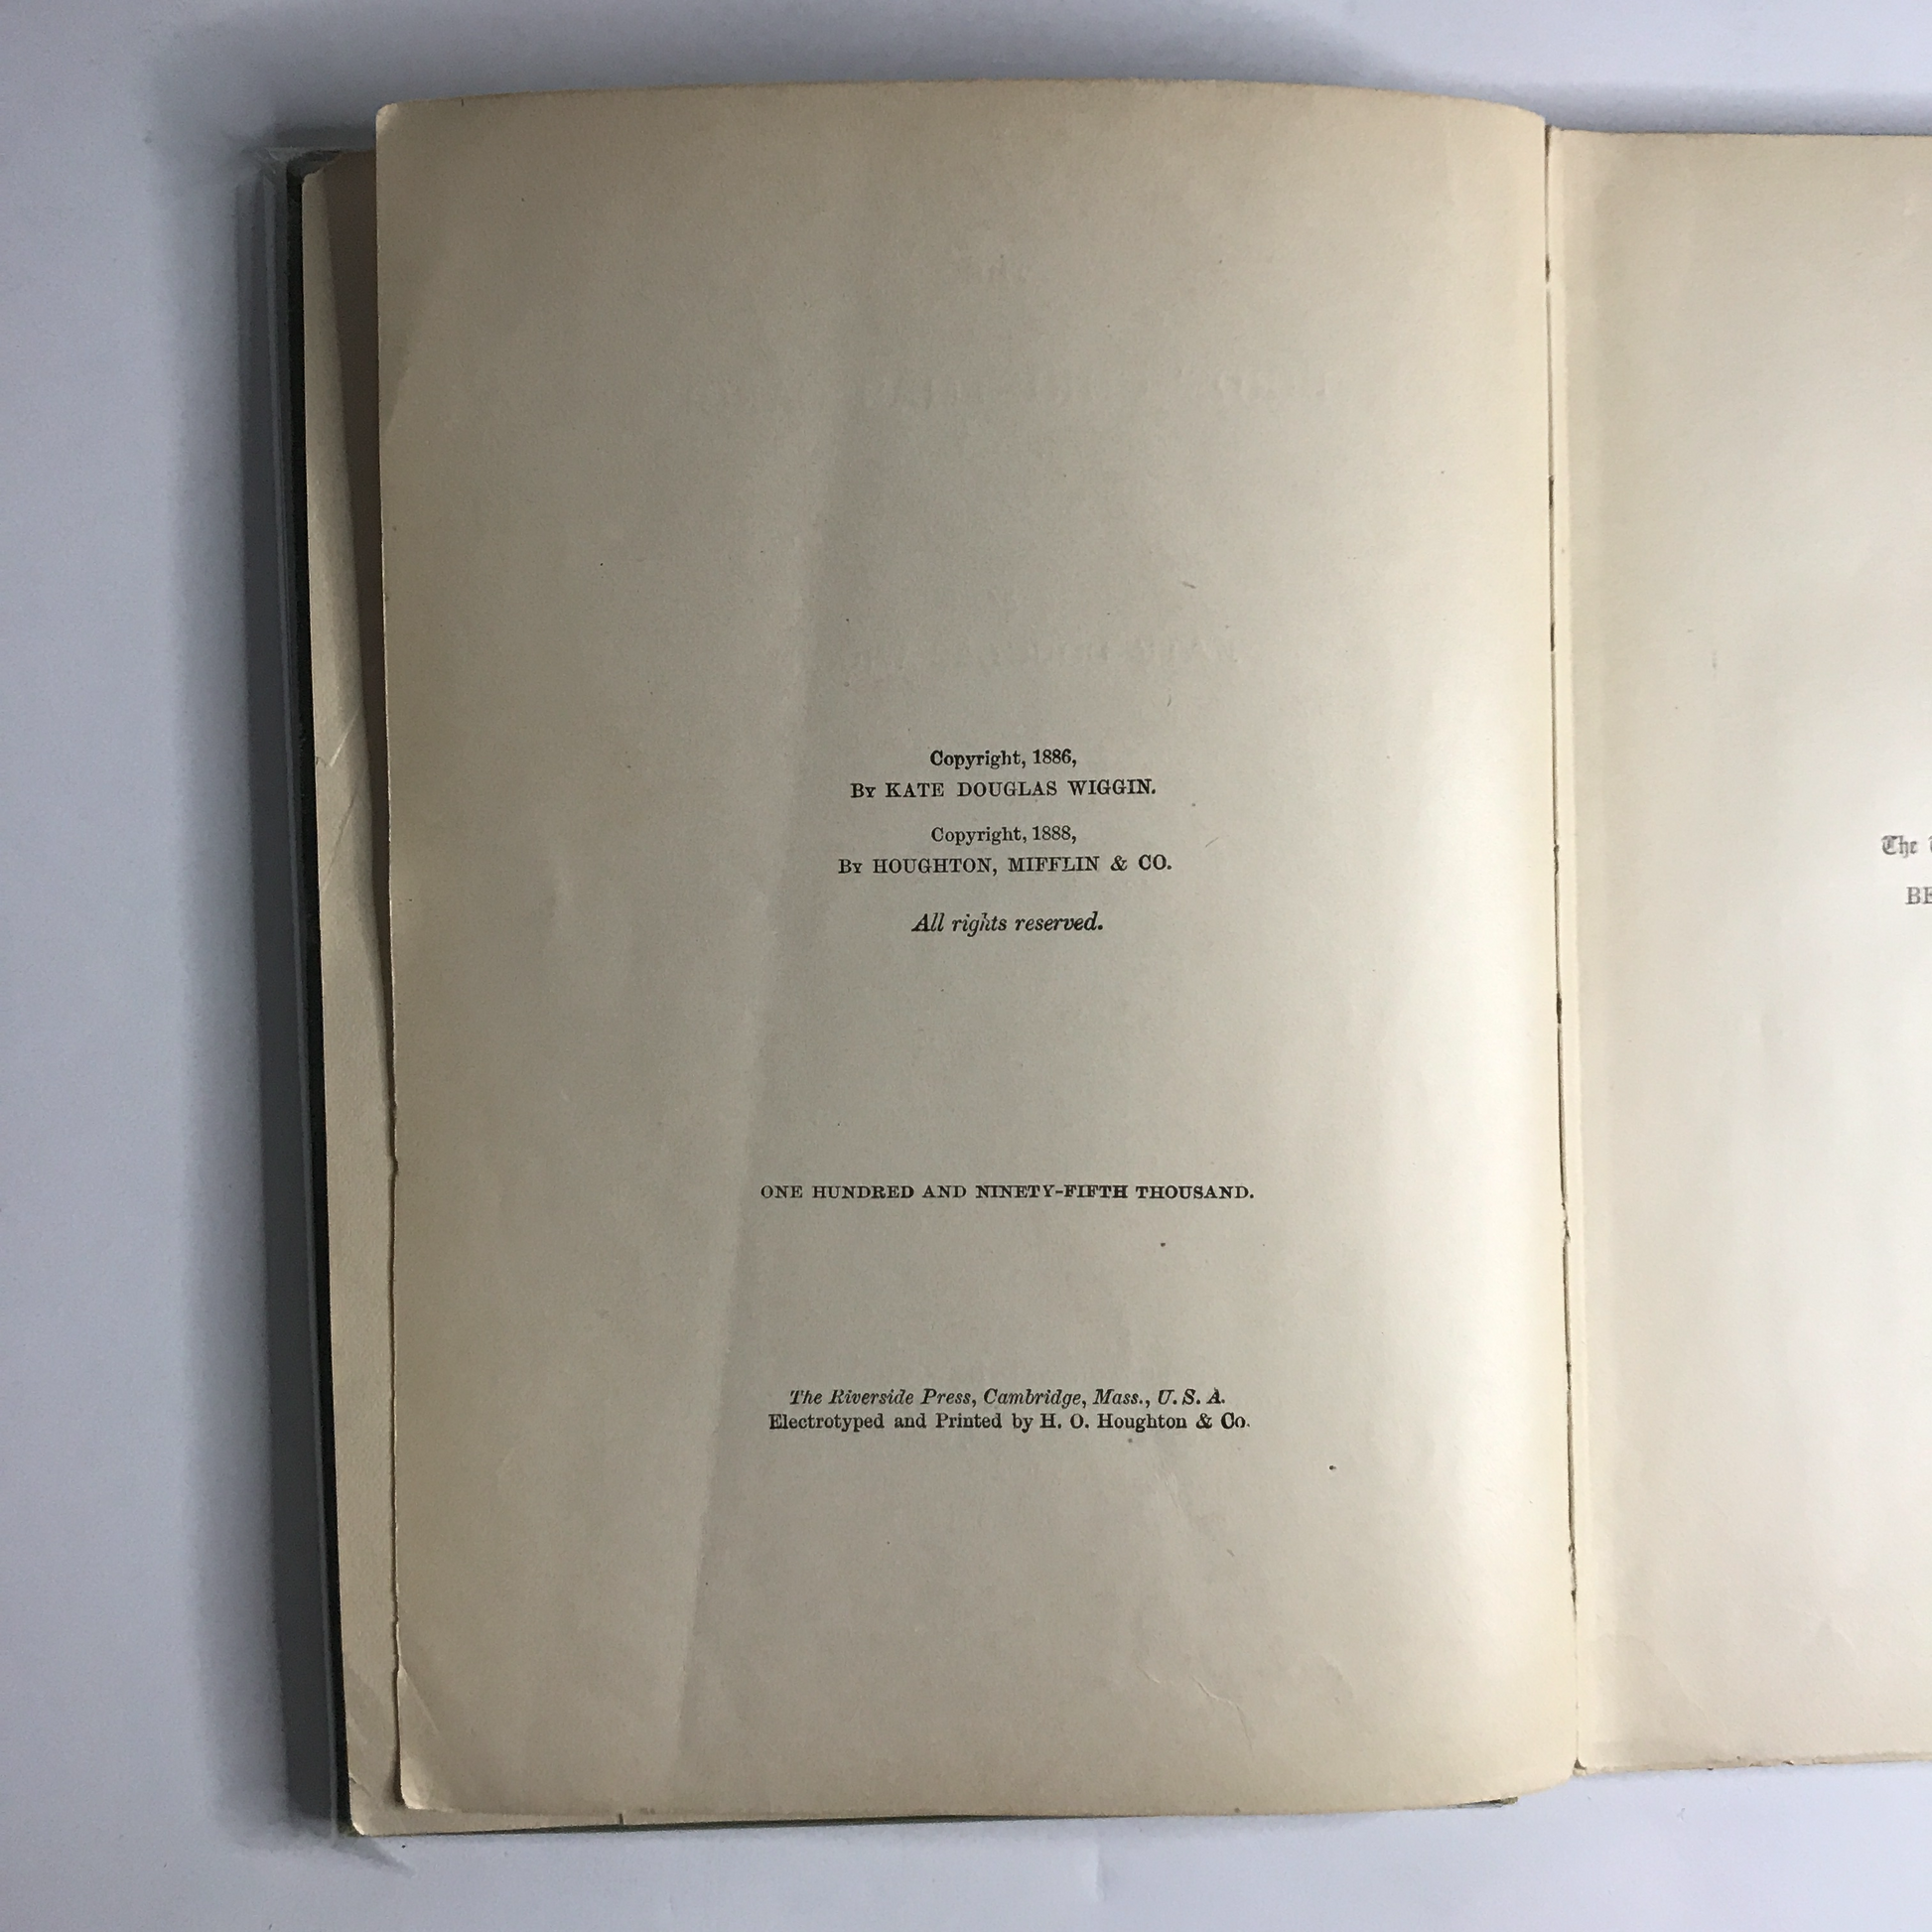 Copyright, 1886,
By KATE DOUGLAS WIGGIN.
Copyright, 1888,
By HOUGHTON, MIFFLIN & CO.
All rights reserved.
ONE HUNDRED AND NINETY-FIFTH THOUSAND.
The Riverside Press, Cambridge, Mass., U. S. A.
Electrotyped and Printed by H. O. Houghton & Co.
The